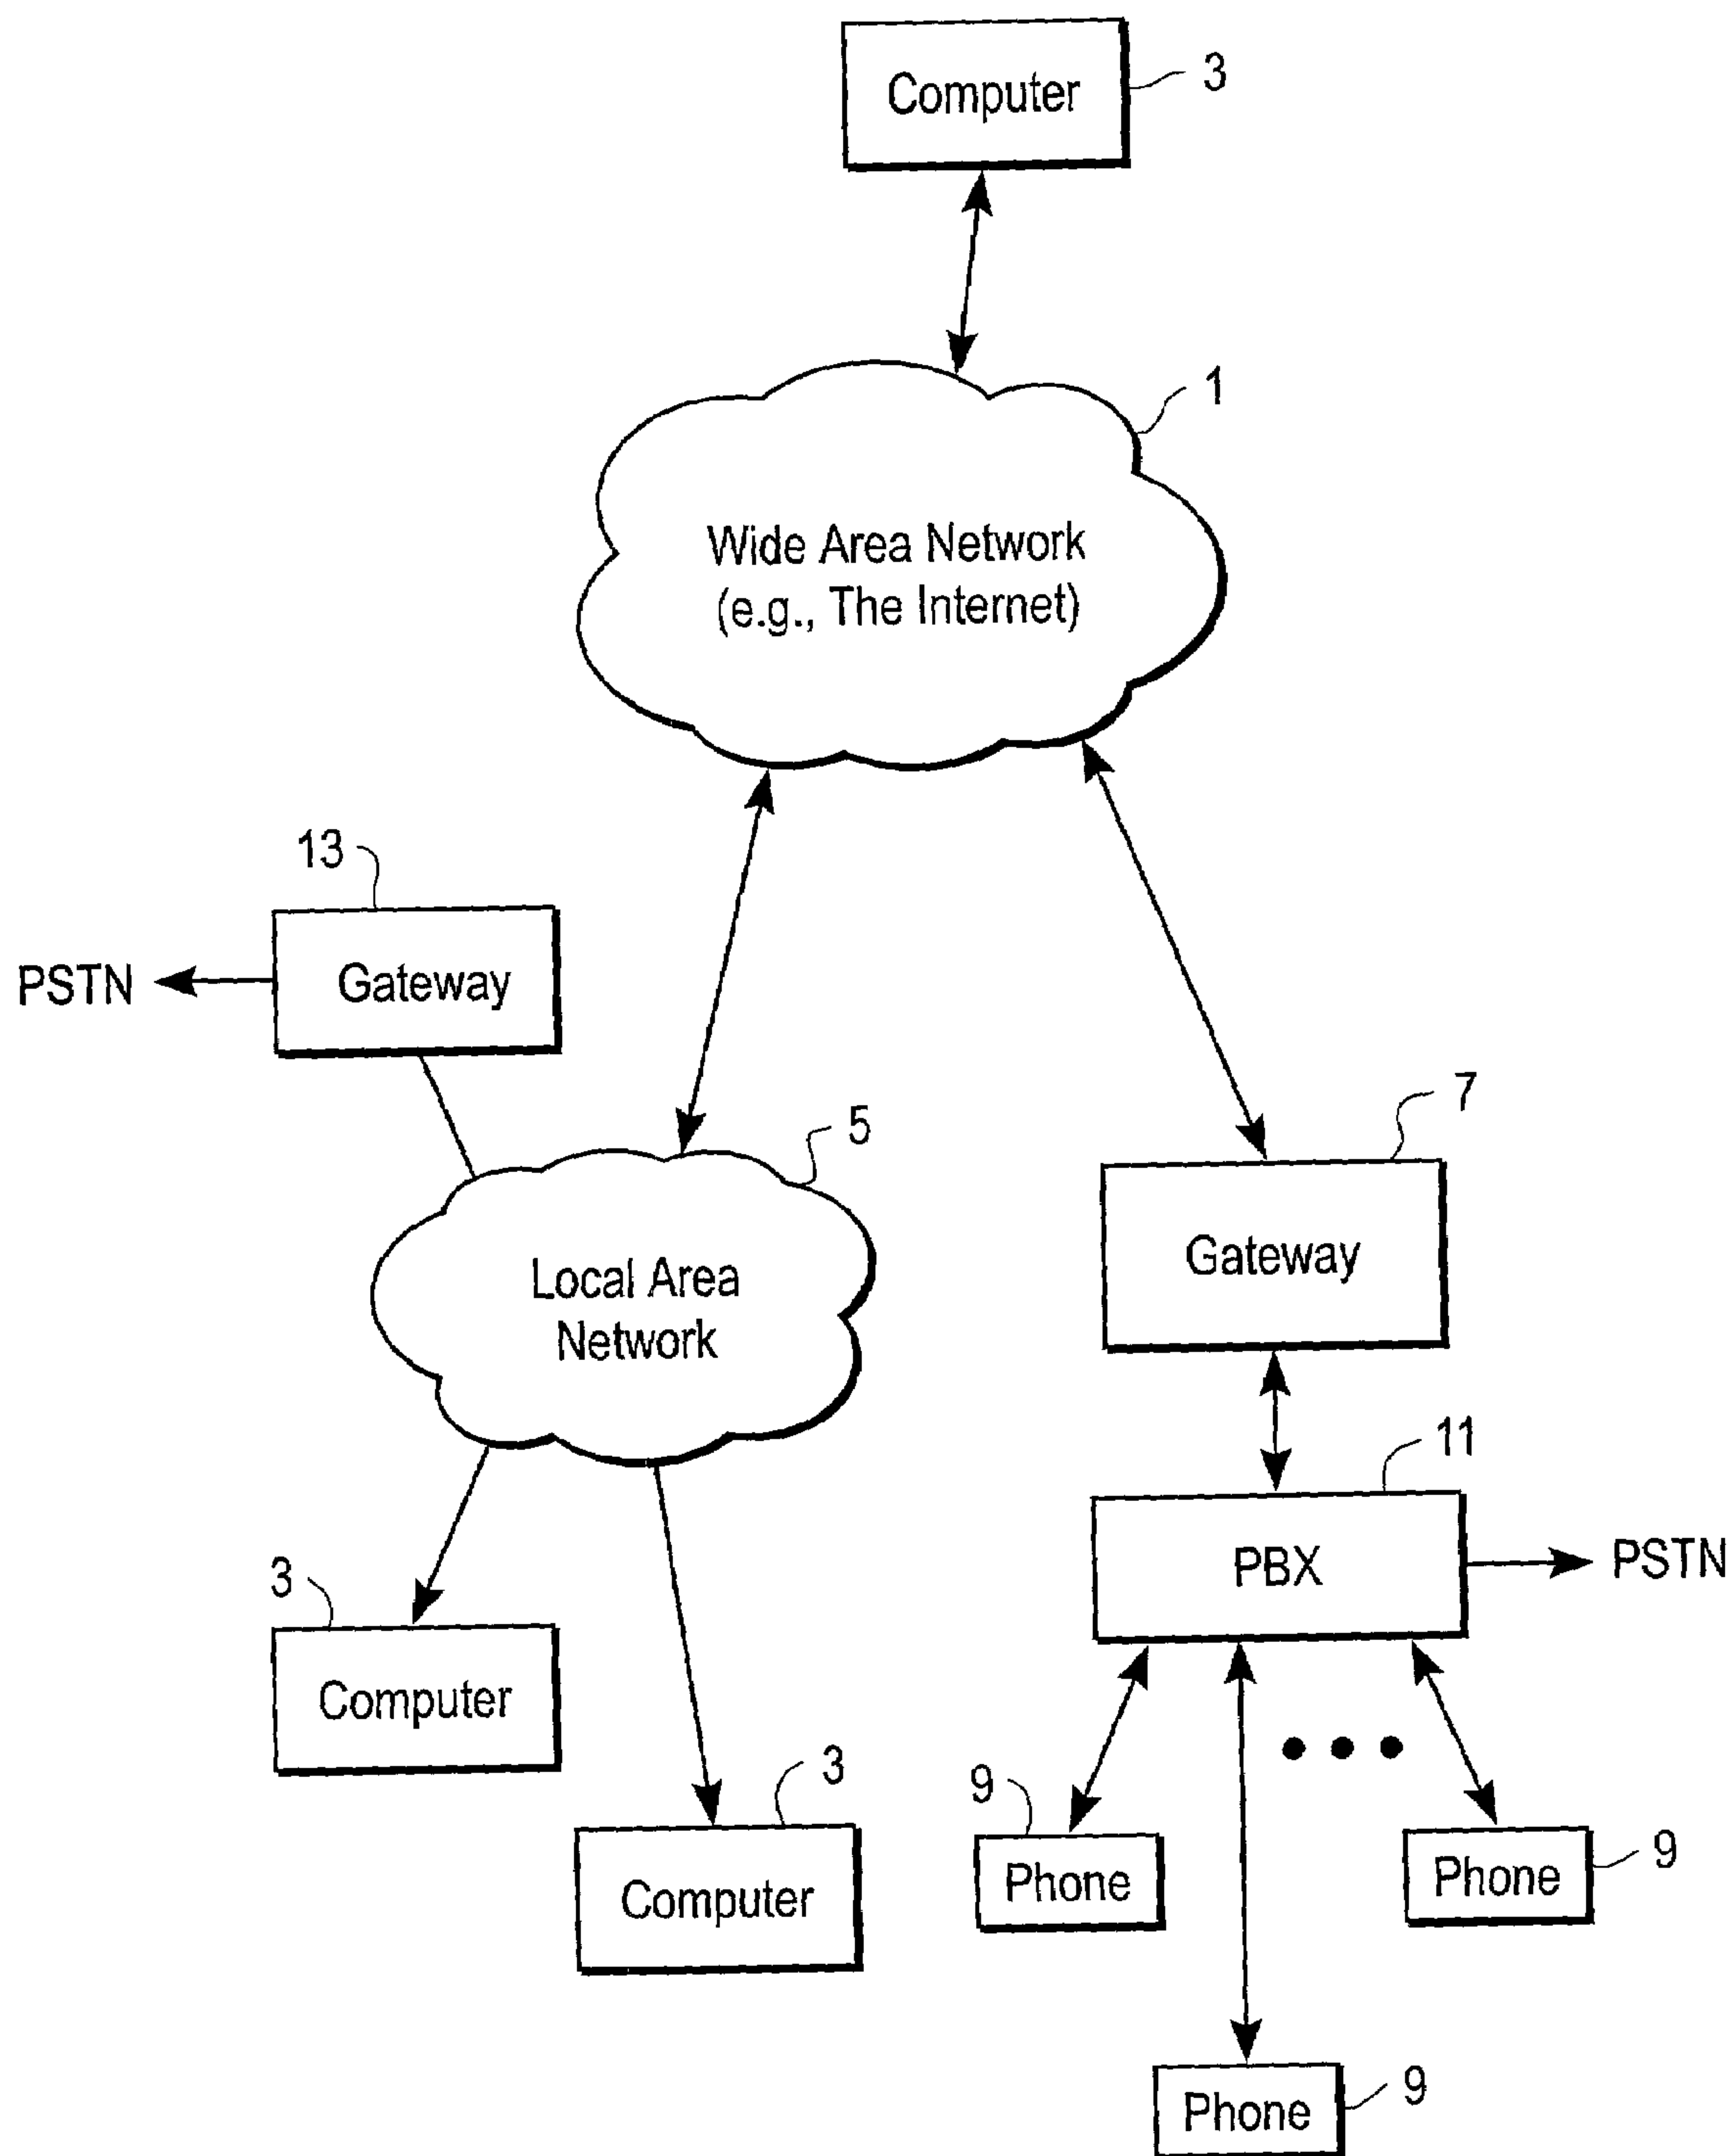 Computer
3
1
Wide Area Network
(e.g., The Internet)
13
PSTN
Gateway
5
Local Area
Network
7
Gateway
11
PBX
PSTN
3
Computer
3
Computer
9
Phone
Phone
9
Phone
9